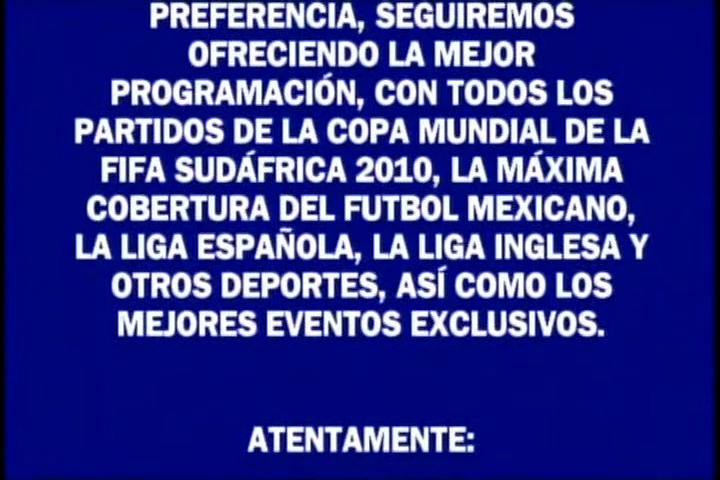 PREFERENCIA, SEGUIREMOS
OFRECIENDO LA MEJOR
PROGRAMACIÓN, CON TODOS LOS
PARTIDOS DE LA COPA MUNDIAL DE LA
FIFA SUDÁFRICA 2010, LA MÁXIMA
COBERTURA DEL FUTBOL MEXICANO,
LA LIGA ESPAÑOLA, LA LIGA INGLESA Y
OTROS DEPORTES, ASÍ COMO LOS
MEJORES EVENTOS EXCLUSIVOS.
ATENTAMENTE: